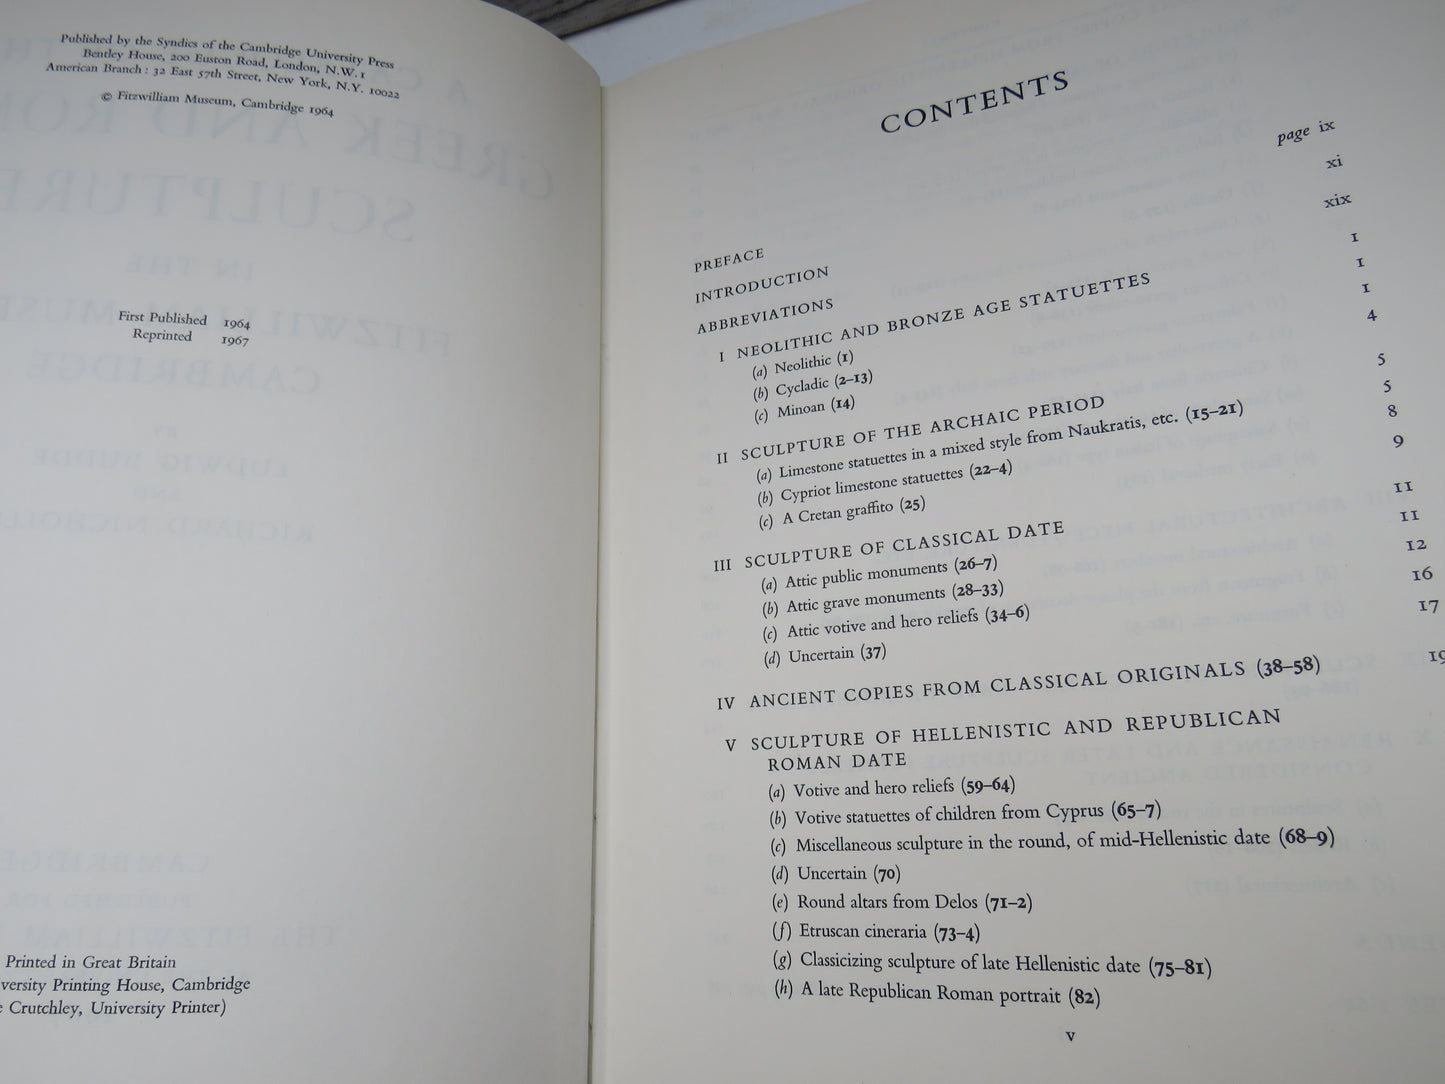 Published by the Syndics of the Cambridge University Press
Bentley House, 200 Euston Road, London, N.W. 1
American Branch: 32 East 57th Street, New York, N.Y. 10022
© Fitzwilliam Museum, Cambridge 1964
First Published 1964
Reprinted 1967
Printed in Great Britain
versity Printing House, Cambridge
Crutchley, University Printer)
CONTENTS
PREFACE page ix
INTRODUCTION xi
ABBREVIATIONS xix
I NEOLITHIC AND BRONZE AGE STATUETTES 1
(a) Neolithic (1) 1
(b) Cycladic (2–13) 1
(c) Minoan (14) 4
II SCULPTURE OF THE ARCHAIC PERIOD 5
(a) Limestone statuettes in a mixed style from Naukratis, etc. (15–21) 5
(b) Cypriot limestone statuettes (22–4) 8
(c) A Cretan graffito (25) 9
III SCULPTURE OF CLASSICAL DATE 11
(a) Attic public monuments (26–7) 11
(b) Attic grave monuments (28–33) 12
(c) Attic votive and hero reliefs (34–6) 16
(d) Uncertain (37) 17
IV ANCIENT COPIES FROM CLASSICAL ORIGINALS (38–58) 19
V SCULPTURE OF HELLENISTIC AND REPUBLICAN
ROMAN DATE
(a) Votive and hero reliefs (59–64)
(b) Votive statuettes of children from Cyprus (65–7)
(c) Miscellaneous sculpture in the round, of mid-Hellenistic date (68–9)
(d) Uncertain (70)
(e) Round altars from Delos (71–2)
(f) Etruscan cineraria (73–4)
(g) Classicizing sculpture of late Hellenistic date (75–81)
(h) A late Republican Roman portrait (82)
v